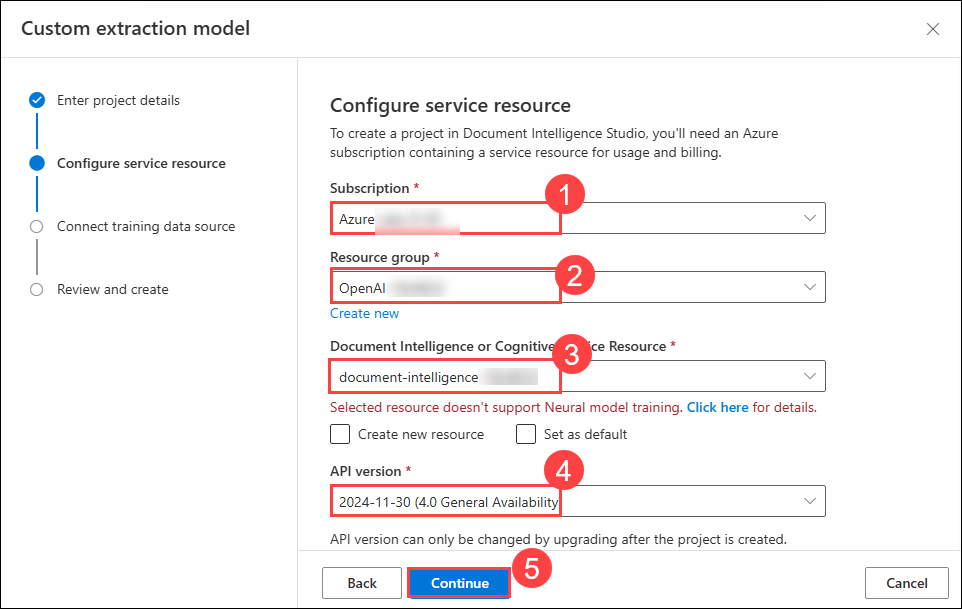 Custom extraction model
Enter project details
Configure service resource
Connect training data source
Review and create
Configure service resource
To create a project in Document Intelligence Studio, you'll need an Azure
subscription containing a service resource for usage and billing.
Subscription *
1
Azure
Resource group *
2
OpenAI
Create new
Document Intelligence or Cognitive ice Resource *
3
document-intelligence
Selected resource doesn't support Neural model training. Click here for details.
Create new resource Set as default
API version *
4
2024-11-30 (4.0 General Availability
API version can only be changed by upgrading after the project is created.
5
Back Continue Cancel